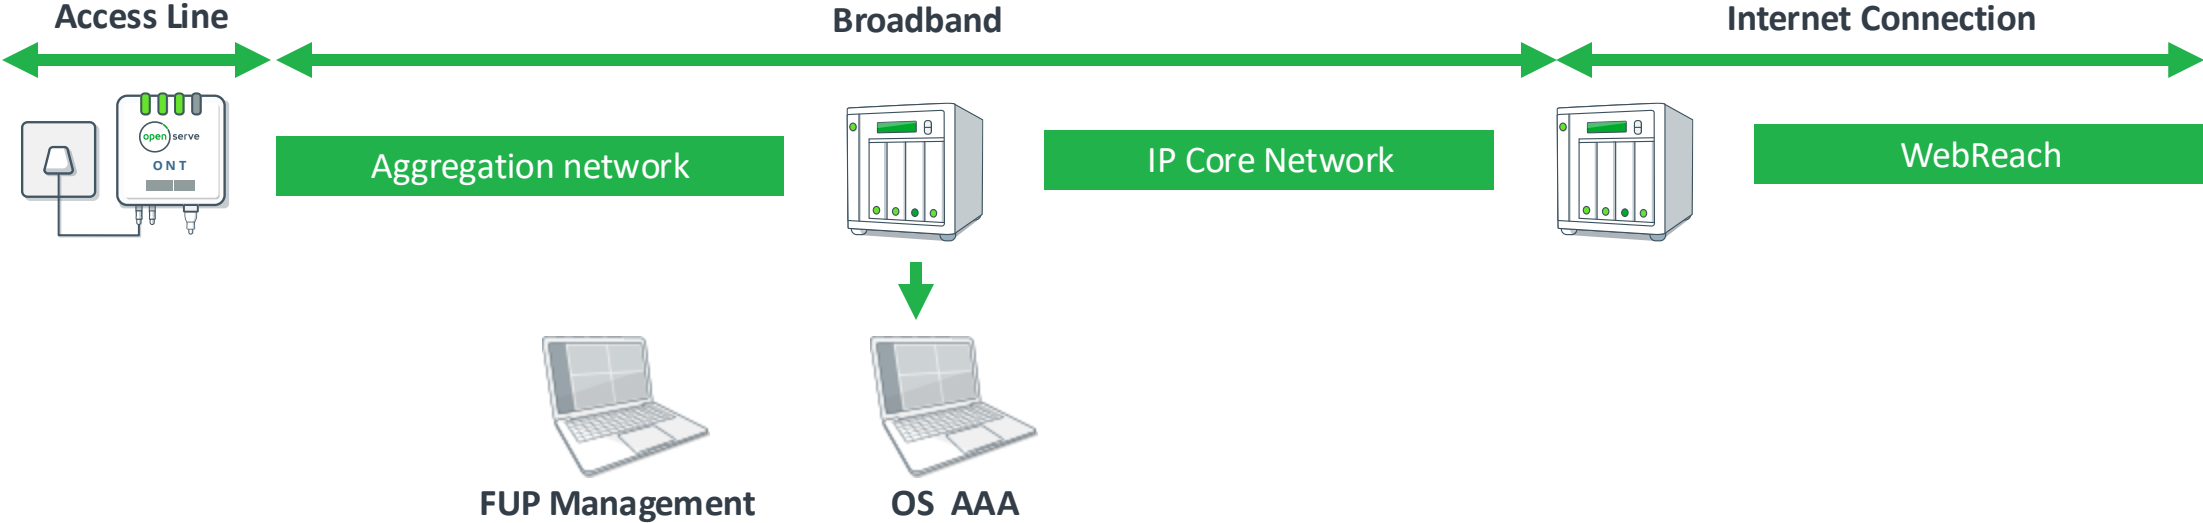 Access Line
Broadband
Internet Connection
open serve
ONT
Aggregation network
IP Core Network
WebReach
FUP Management
OS AAA